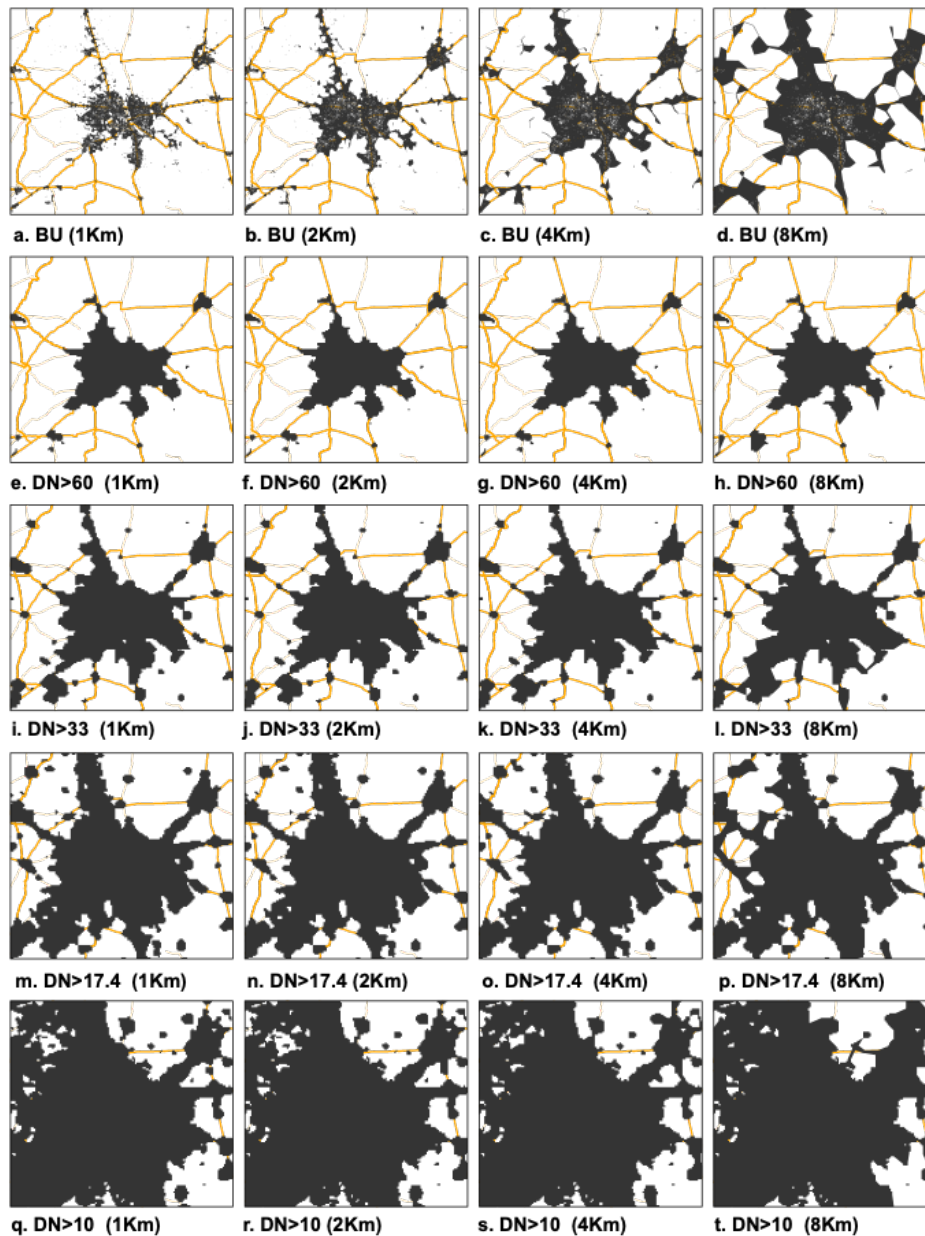 a. BU (1Km) b. BU (2Km) c. BU (4Km) d. BU (8Km)
e. DN>60 (1Km) f. DN>60 (2Km) g. DN>60 (4Km) h. DN>60 (8Km)
i. DN>33 (1Km) j. DN>33 (2Km) k. DN>33 (4Km) l. DN>33 (8Km)
m. DN>17.4 (1Km) n. DN>17.4 (2Km) o. DN>17.4 (4Km) p. DN>17.4 (8Km)
q. DN>10 (1Km) r. DN>10 (2Km) s. DN>10 (4Km) t. DN>10 (8Km)